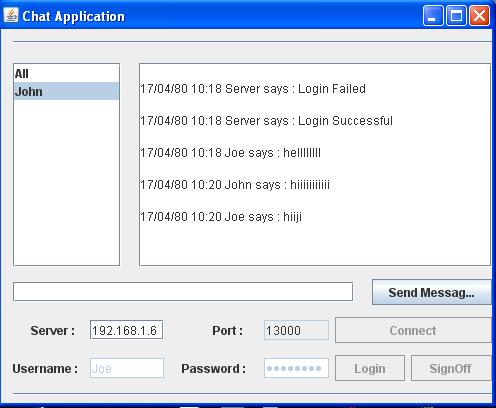 Chat Application
All
John
17/04/80 10:18 Server says : Login Failed
17/04/80 10:18 Server says : Login Successful
17/04/80 10:18 Joe says : hellllllll
17/04/80 10:20 John says : hiiiiiiiiiii
17/04/80 10:20 Joe says : hiiji
Send Messag...
Server : 192.168.1.6 Port : 13000 Connect
Username : Joe Password : Login SignOff